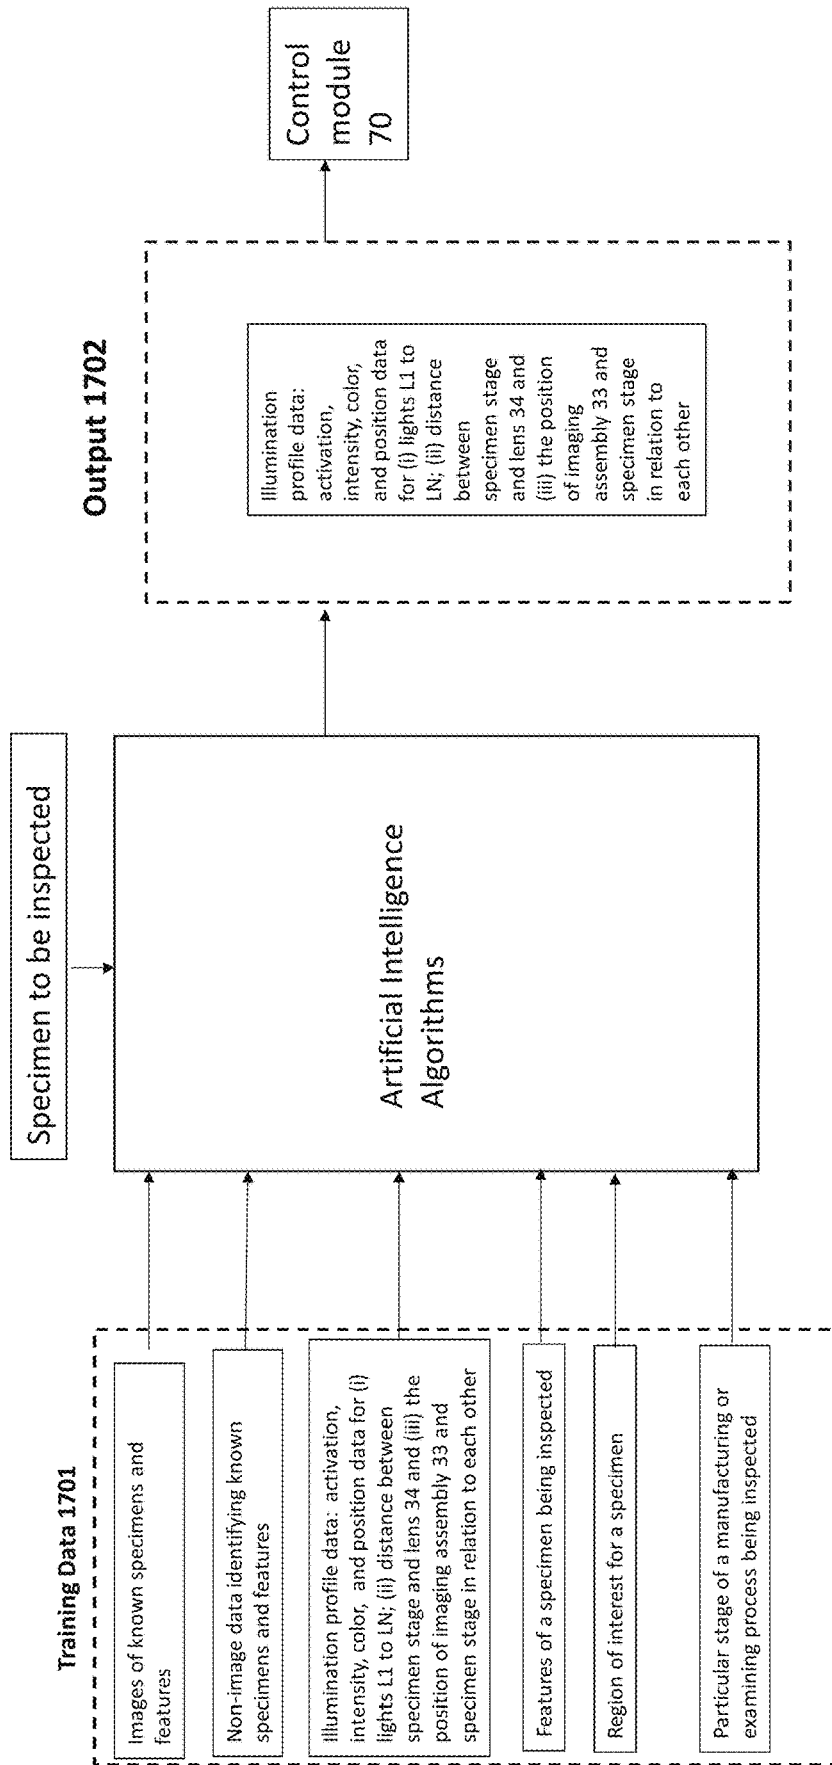 Training Data 1701
Images of known specimens and
features
Non-image data identifying known
specimens and features
Illumination profile data: activation,
intensity, color, and position data for (i)
lights L1 to LN; (ii) distance between
specimen stage and lens 34 and (iii) the
position of imaging assembly 33 and
specimen stage in relation to each other
Features of a specimen being inspected
Region of interest for a specimen
Particular stage of a manufacturing or
examining process being inspected
Specimen to be inspected
Artificial Intelligence
Algorithms
Output 1702
Illumination
profile data:
activation,
intensity, color,
and position data
for (i) lights L1 to
LN; (ii) distance
between
specimen stage
and lens 34 and
(iii) the position
of imaging
assembly 33 and
specimen stage
in relation to
each other
Control
module
70